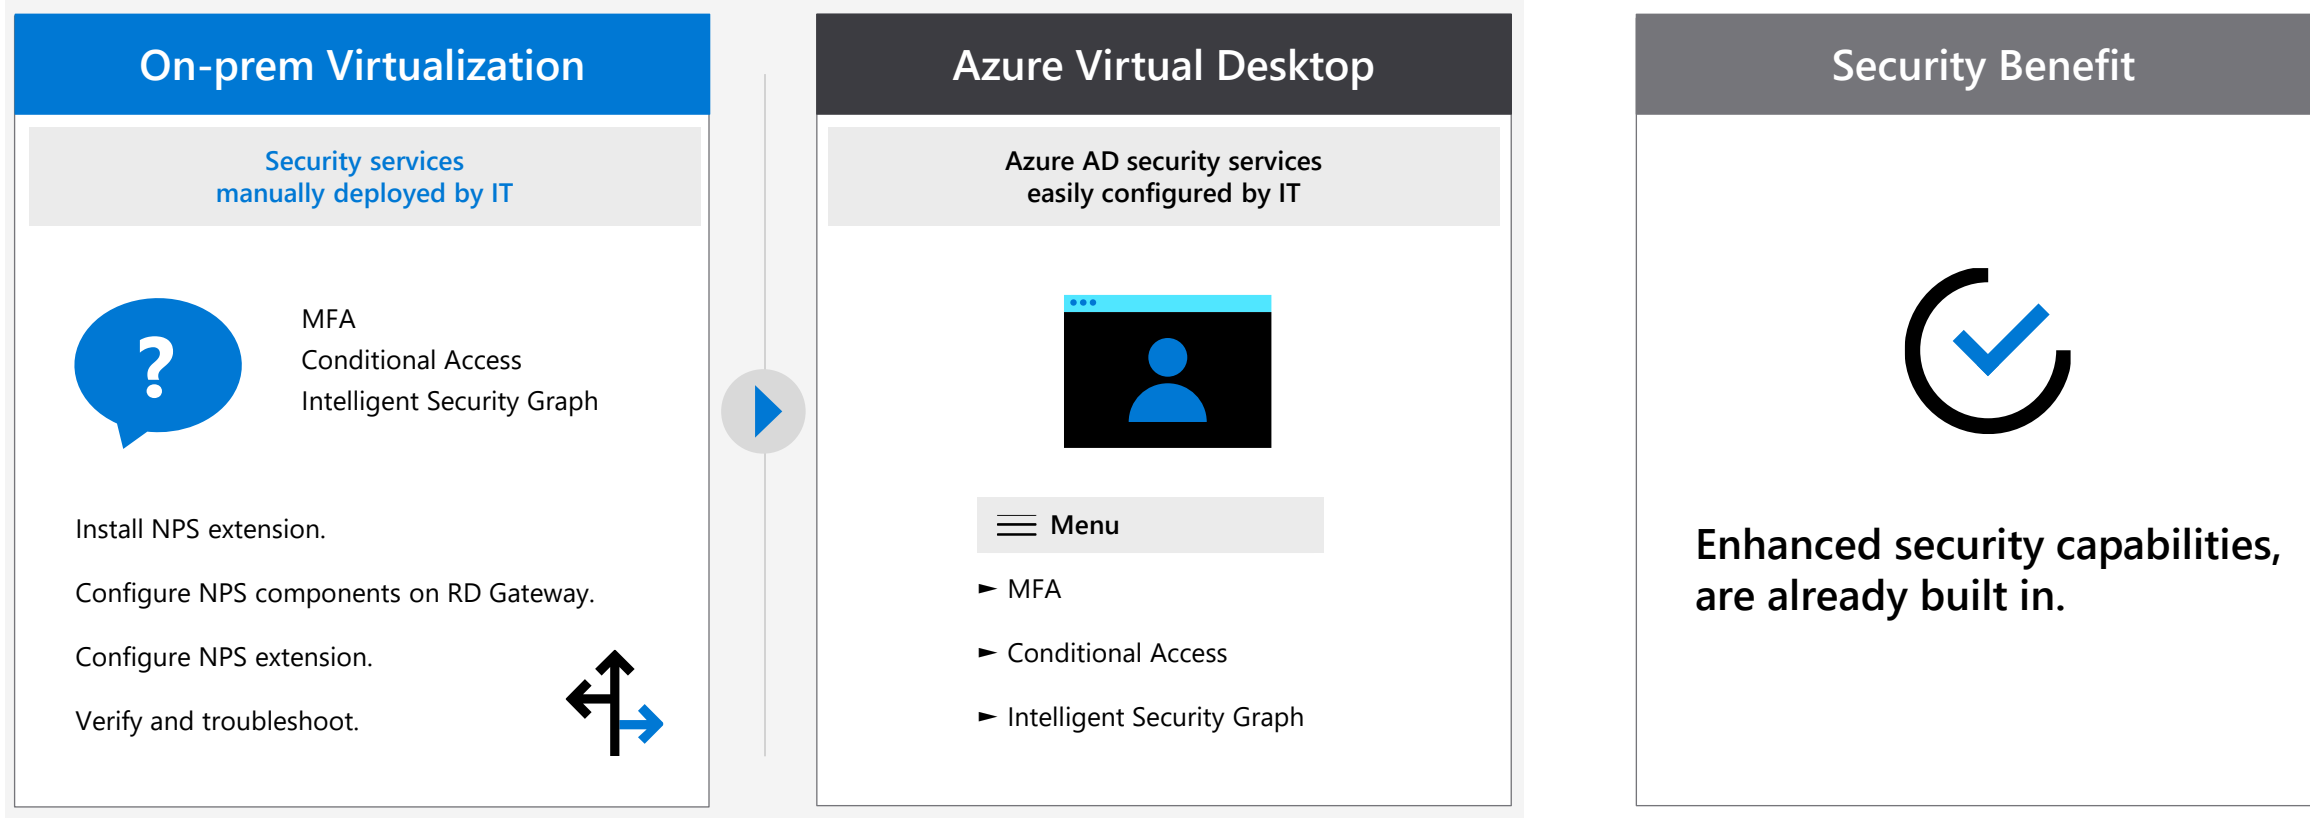 On-prem Virtualization
Security services
manually deployed by IT
?
MFA
Conditional Access
Intelligent Security Graph
Install NPS extension.
Configure NPS components on RD Gateway.
Configure NPS extension.
Verify and troubleshoot.
Azure Virtual Desktop
Azure AD security services
easily configured by IT
Menu
► MFA
► Conditional Access
► Intelligent Security Graph
Security Benefit
Enhanced security capabilities,
are already built in.